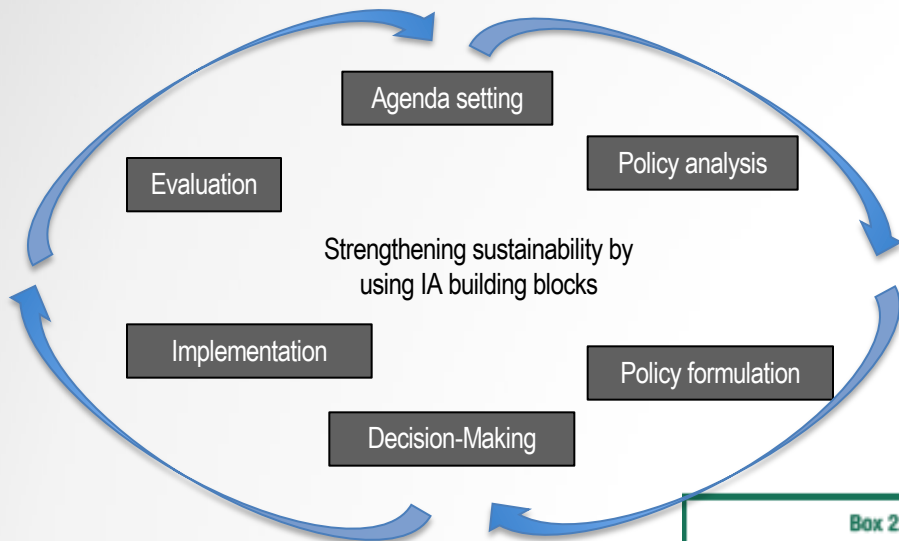 Agenda setting
Policy analysis
Evaluation
Strengthening sustainability by
using IA building blocks
Implementation
Policy formulation
Decision-Making
Box 2